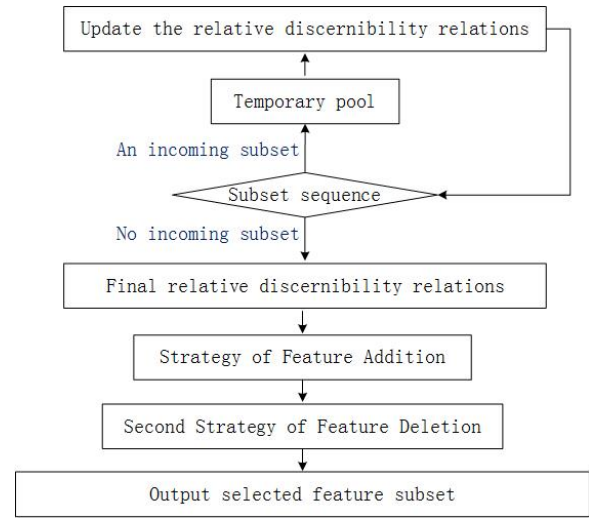 Update the relative discernibility relations
Temporary pool
An incoming subset
Subset sequence
No incoming subset
Final relative discernibility relations
Strategy of Feature Addition
Second Strategy of Feature Deletion
Output selected feature subset